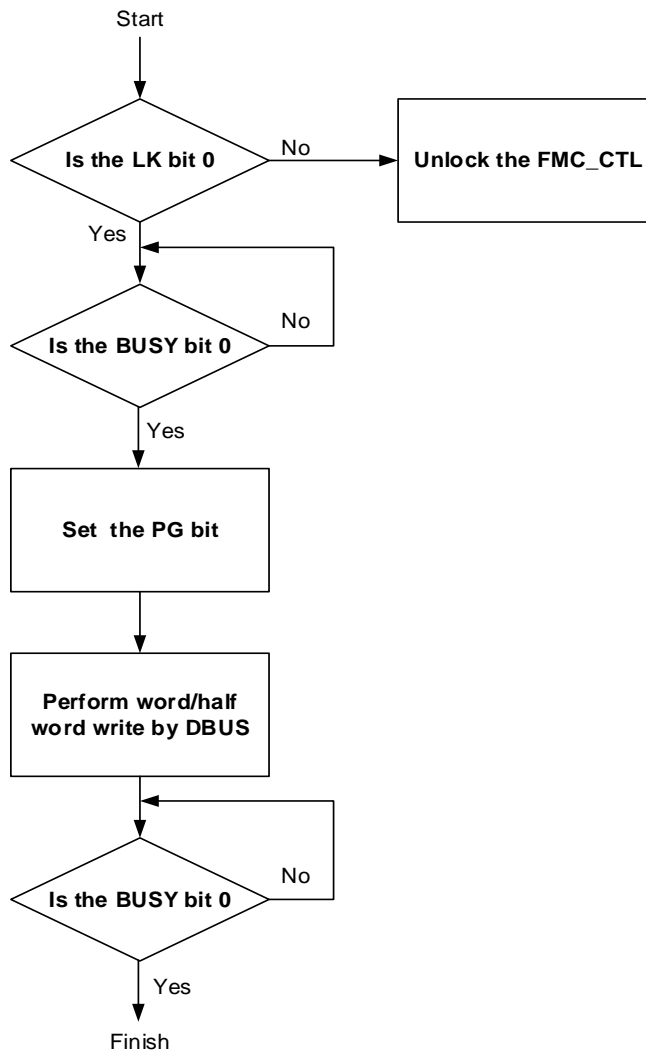 Start
Is the LK bit 0
No
Unlock the FMC_CTL
Yes
No
Is the BUSY bit 0
Yes
Set the PG bit
Perform word/half
word write by DBUS
No
Is the BUSY bit 0
Yes
Finish